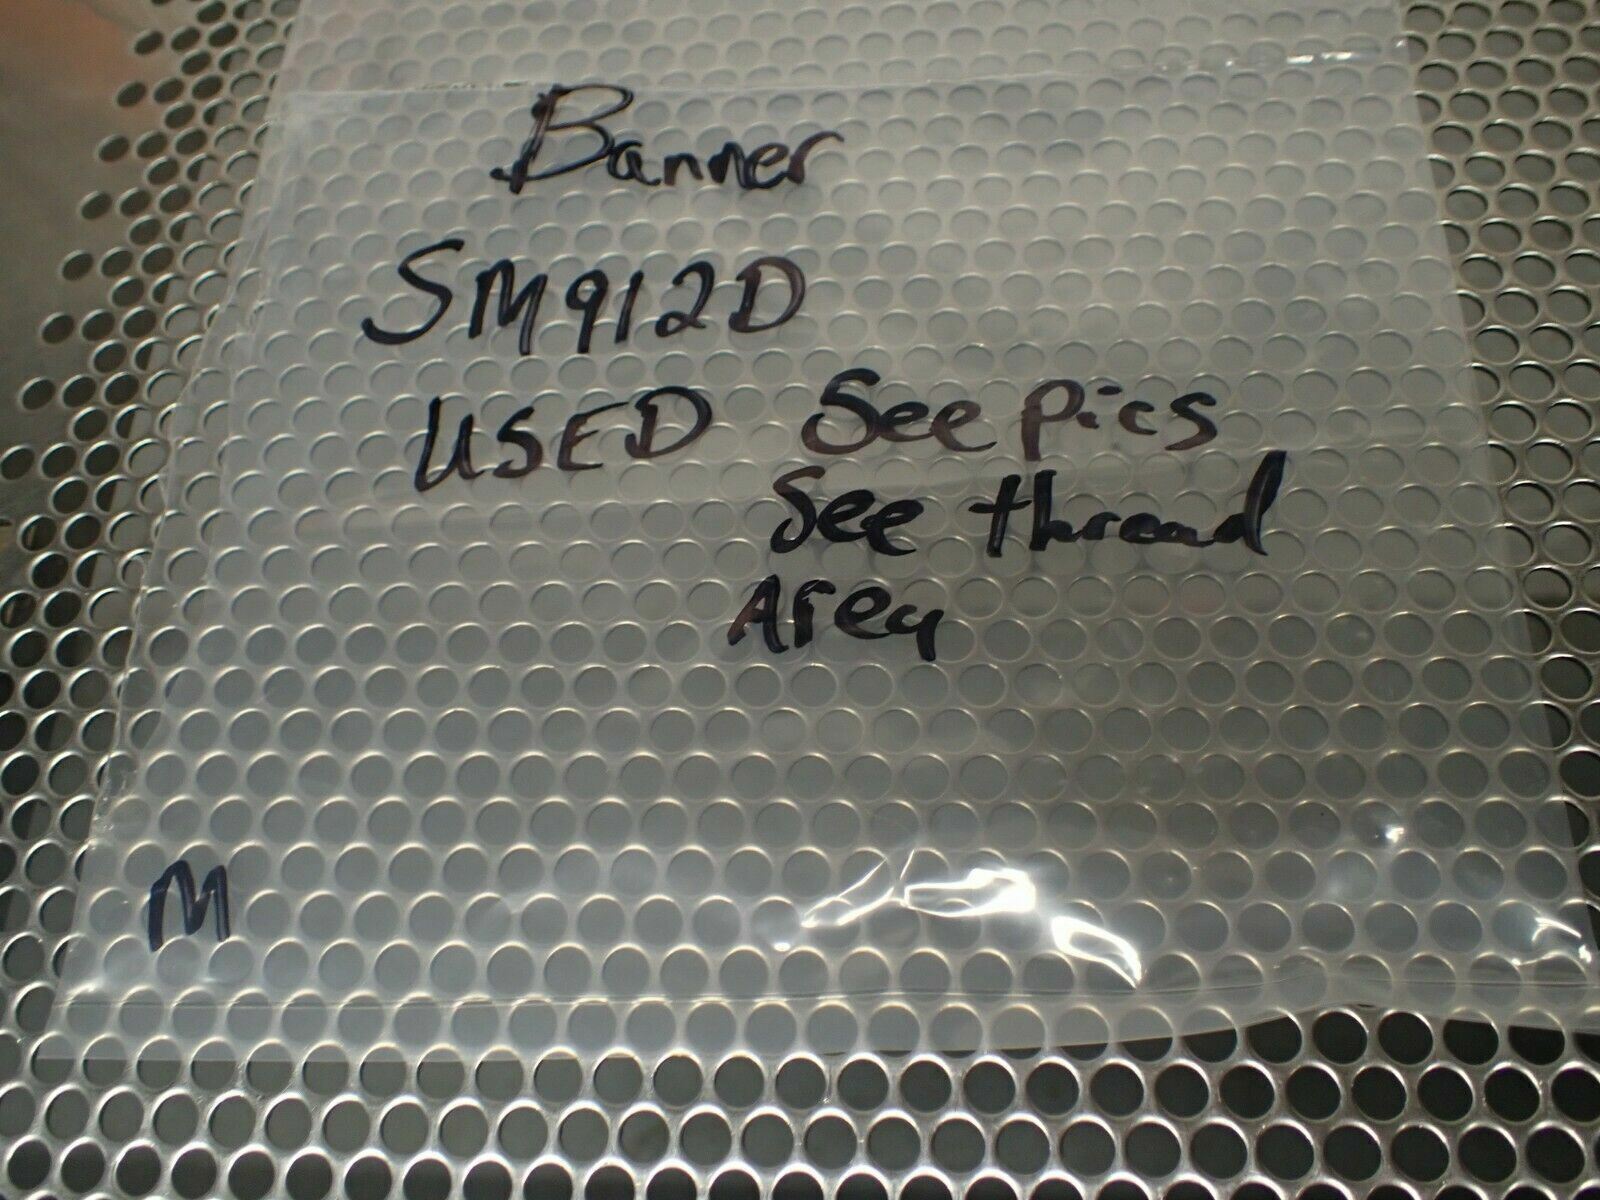 Banner
SM912D
USED See pics
See thread
Area
M